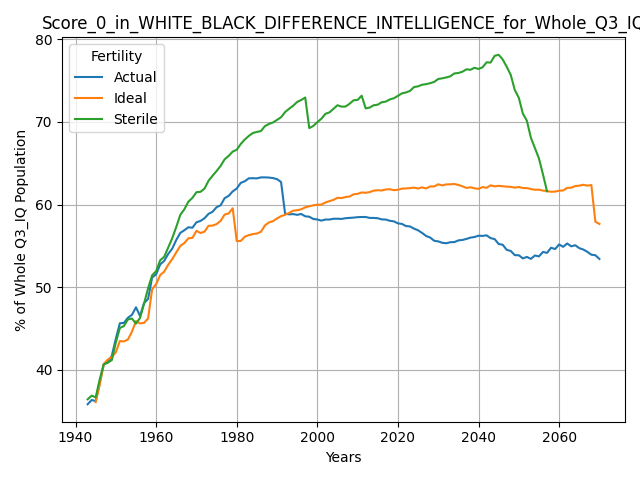 Score_0_in_WHITE_BLACK_DIFFERENCE_INTELLIGENCE_for_Whole_Q3_IQ
Fertility
Actual
Ideal
Sterile
% of Whole Q3_IQ Population
80
70
60
50
40
1940 1960 1980 2000 2020 2040 2060
Years